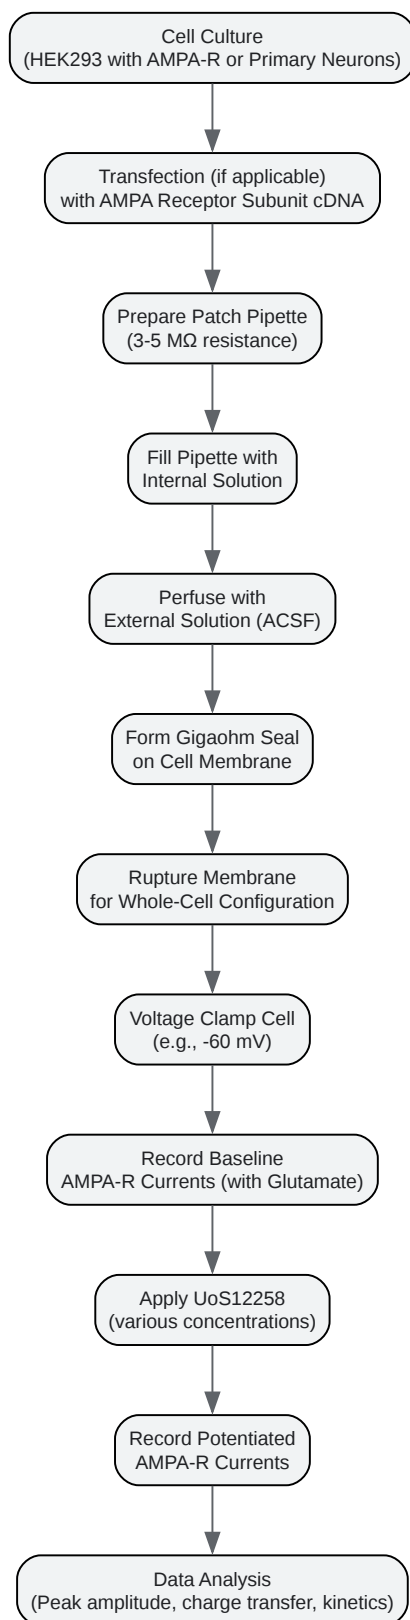 Cell Culture
(HEK293 with AMPA-R or Primary Neurons)
Transfection (if applicable)
with AMPA Receptor Subunit cDNA
Prepare Patch Pipette
(3-5 MΩ resistance)
Fill Pipette with
Internal Solution
Perfuse with
External Solution (ACSF)
Form Gigaohm Seal
on Cell Membrane
Rupture Membrane
for Whole-Cell Configuration
Voltage Clamp Cell
(e.g., -60 mV)
Record Baseline
AMPA-R Currents (with Glutamate)
Apply UoS12258
(various concentrations)
Record Potentiated
AMPA-R Currents
Data Analysis
(Peak amplitude, charge transfer, kinetics)